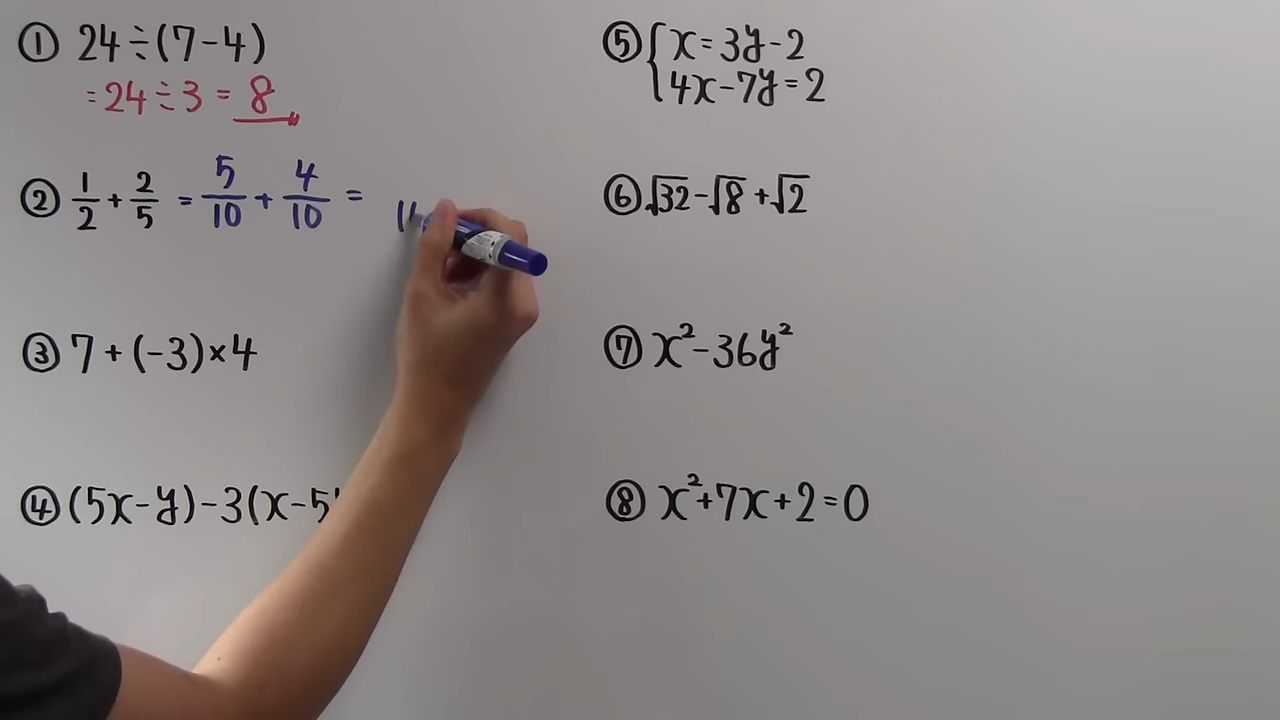 ① 24÷(7-4)
=24÷3=8
② 1/2+2/5=5/10+4/10=
③ 7+(-3)×4
④ (5x-y)-3(x-5
⑤ {x=3y-2
4x-7y=2
⑥ √32-√8+√2
⑦ x²-36y²
⑧ x²+7x+2=0